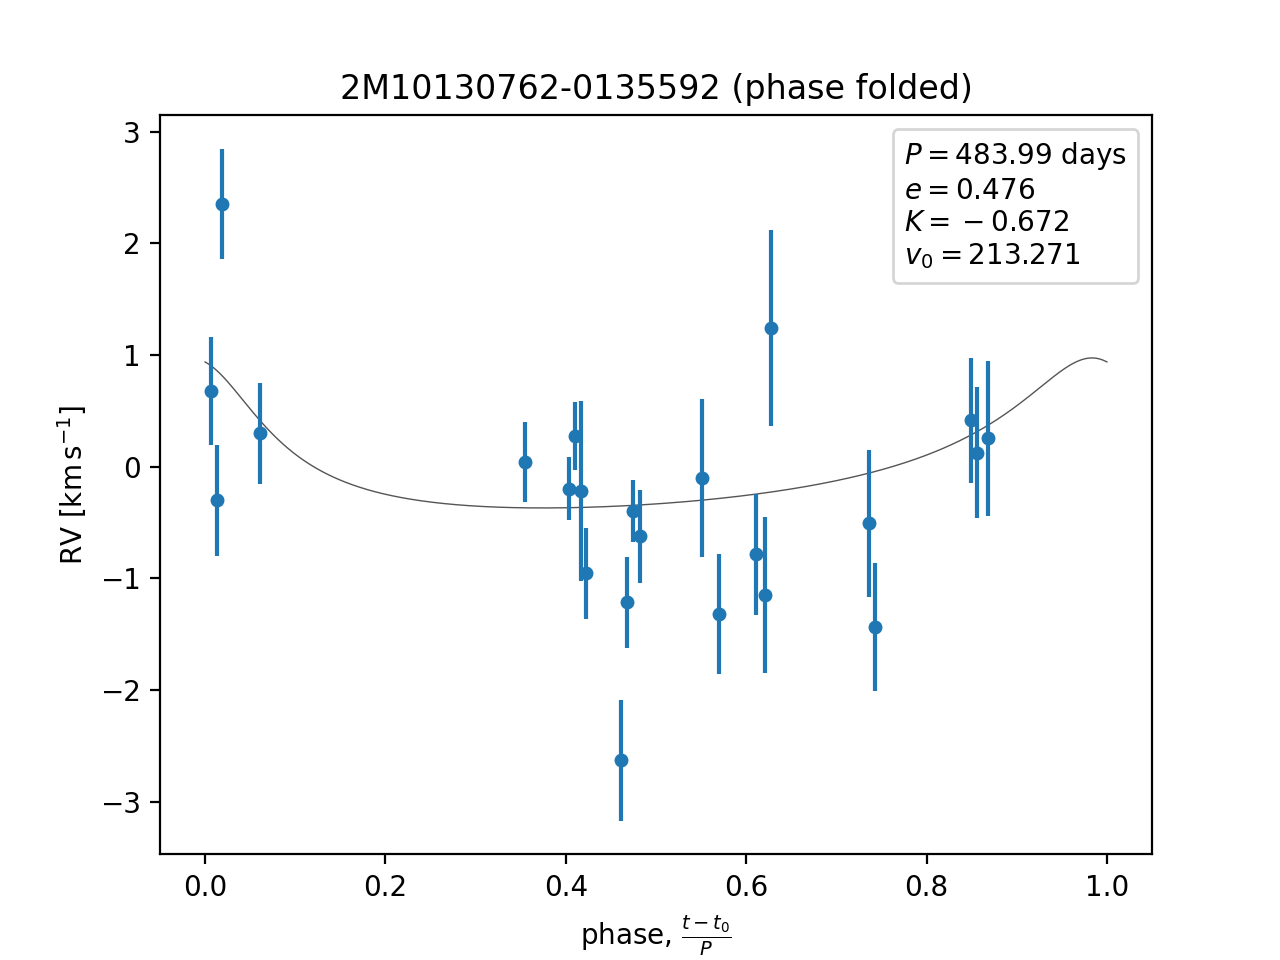 2M10130762-0135592 (phase folded)
P = 483.99 days
e = 0.476
K = −0.672
v₀ = 213.271
3
2
1
0
−1
−2
−3
RV [km s⁻¹]
0.0 0.2 0.4 0.6 0.8 1.0
phase, (t − t₀)/P